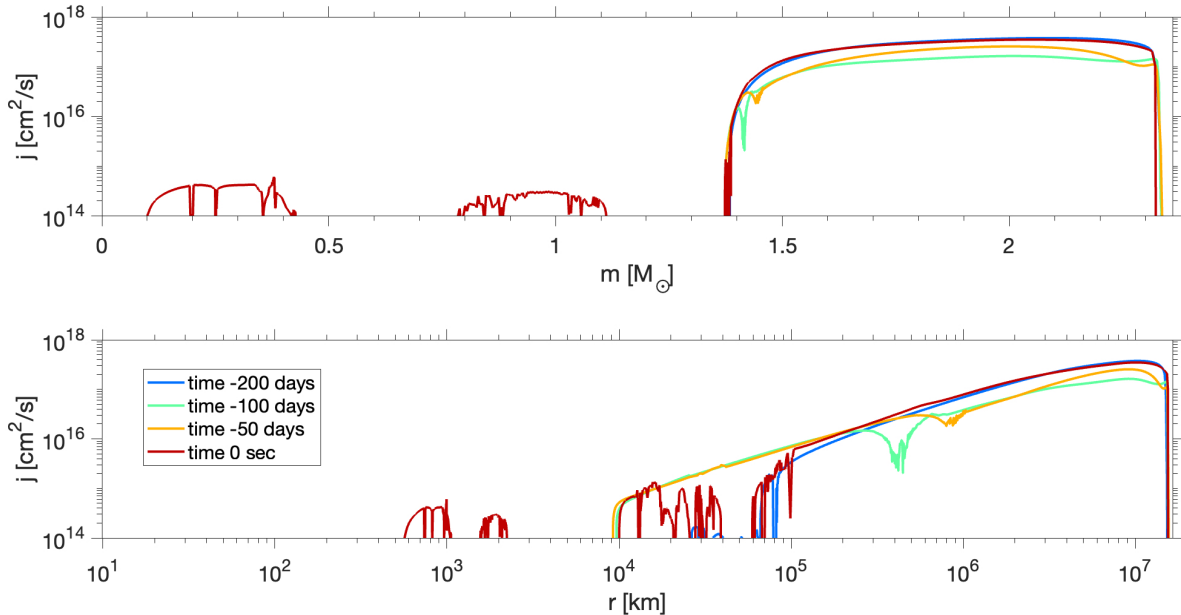 10^18
10^16
10^14
j [cm^2/s]
0 0.5 1 1.5 2
m [M_⊙]
10^18
10^16
10^14
j [cm^2/s]
time -200 days
time -100 days
time -50 days
time 0 sec
10^1 10^2 10^3 10^4 10^5 10^6 10^7
r [km]